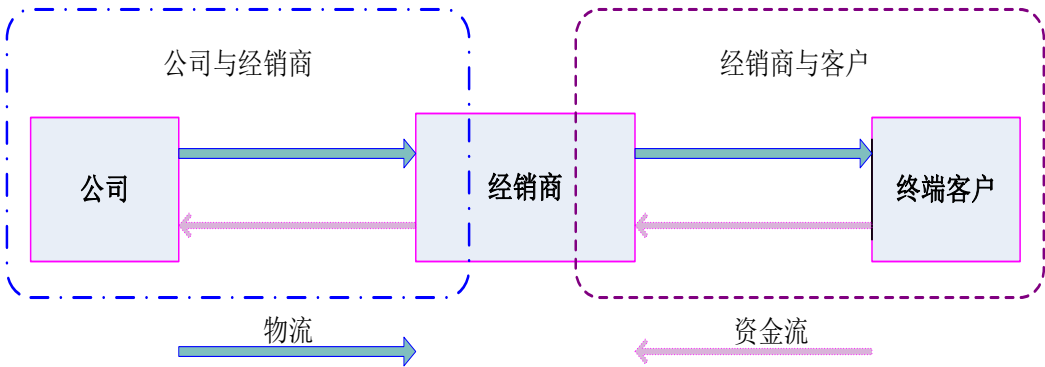 公司与经销商
经销商与客户
公司
经销商
终端客户
物流
资金流